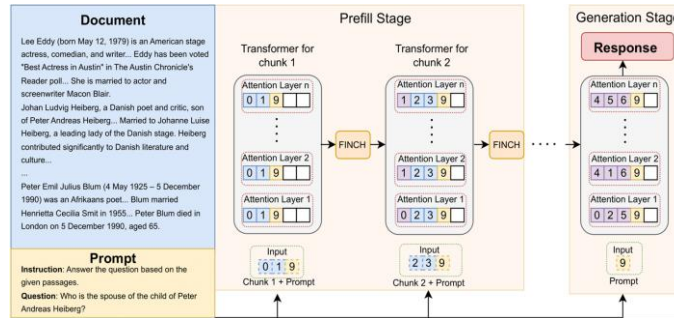 Document
Lee Eddy (born May 12, 1979) is an American stage
actress, comedian, and writer... Eddy has been voted
"Best Actress in Austin" in The Austin Chronicle's
Reader poll... She is married to actor and
screenwriter Macon Blair.
Johan Ludvig Heiberg, a Danish poet and critic, son
of Peter Andreas Heiberg... Married to Johanne Luise
Heiberg, a leading lady of the Danish stage. Heiberg
contributed significantly to Danish literature and
culture...
...
Peter Emil Julius Blum (4 May 1925 – 5 December
1990) was an Afrikaans poet... Blum married
Henrietta Cecilia Smit in 1955... Peter Blum died in
London on 5 December 1990, aged 65.
Prompt
Instruction: Answer the question based on the
given passages.
Question: Who is the spouse of the child of Peter
Andreas Heiberg?
Prefill Stage
Transformer for
chunk 1
Attention Layer n
0 1 9
Attention Layer 2
0 1 9
Attention Layer 1
0 1 9
Input
0 1 9
Chunk 1 + Prompt
FINCH
Transformer for
chunk 2
Attention Layer n
1 2 3 9
Attention Layer 2
1 2 3 9
Attention Layer 1
0 2 3 9
Input
2 3 9
Chunk 2 + Prompt
FINCH
Generation Stage
Response
Attention Layer n
4 5 6 9
Attention Layer 2
4 1 6 9
Attention Layer 1
0 2 5 9
Input
9
Prompt